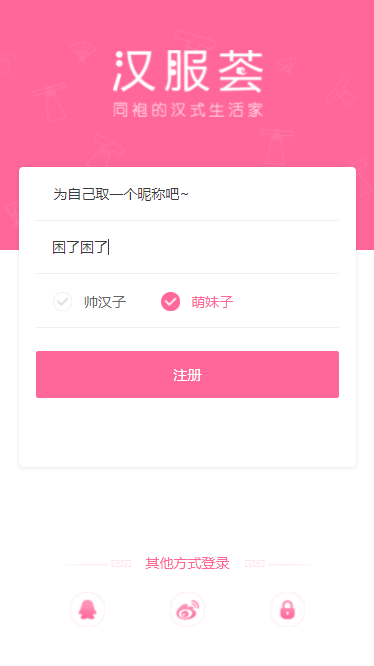 汉服荟
同袍的汉式生活家
为自己取一个昵称吧~
困了困了
帅汉子
萌妹子
注册
其他方式登录